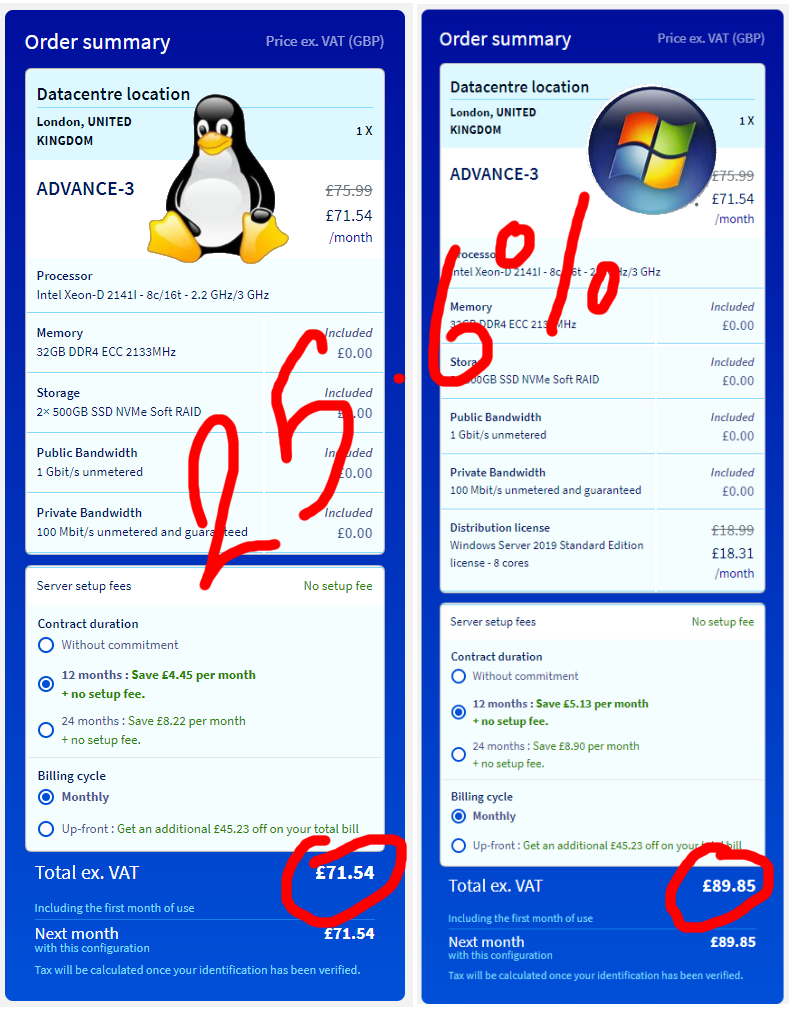 Order summary Price ex. VAT (GBP)
Datacentre location
London, UNITED
KINGDOM
1 X
ADVANCE-3
£75.99
£71.54
/month
Processor
Intel Xeon-D 2141I - 8c/16t - 2.2 GHz/3 GHz
Memory Included
32GB DDR4 ECC 2133MHz £0.00
Storage Included
2× 500GB SSD NVMe Soft RAID £0.00
Public Bandwidth Included
1 Gbit/s unmetered £0.00
Private Bandwidth Included
100 Mbit/s unmetered and guaranteed £0.00
Server setup fees No setup fee
Contract duration
Without commitment
12 months : Save £4.45 per month
+ no setup fee.
24 months : Save £8.22 per month
+ no setup fee.
Billing cycle
Monthly
Up-front : Get an additional £45.23 off on your total bill
Total ex. VAT £71.54
Including the first month of use
Next month £71.54
with this configuration
Tax will be calculated once your identification has been verified.
Order summary Price ex. VAT (GBP)
Datacentre location
London, UNITED
KINGDOM
1 X
ADVANCE-3
£75.99
£71.54
/month
Processor
Intel Xeon-D 2141I - 8c/16t - 2.2 GHz/3 GHz
Memory Included
32GB DDR4 ECC 2133MHz £0.00
Storage Included
2× 500GB SSD NVMe Soft RAID £0.00
Public Bandwidth Included
1 Gbit/s unmetered £0.00
Private Bandwidth Included
100 Mbit/s unmetered and guaranteed £0.00
Distribution license £18.99
Windows Server 2019 Standard Edition £18.31
license - 8 cores /month
Server setup fees No setup fee
Contract duration
Without commitment
12 months : Save £5.13 per month
+ no setup fee.
24 months : Save £8.90 per month
+ no setup fee.
Billing cycle
Monthly
Up-front : Get an additional £45.23 off on your total bill
Total ex. VAT £89.85
Including the first month of use
Next month £89.85
with this configuration
Tax will be calculated once your identification has been verified.
25.6%